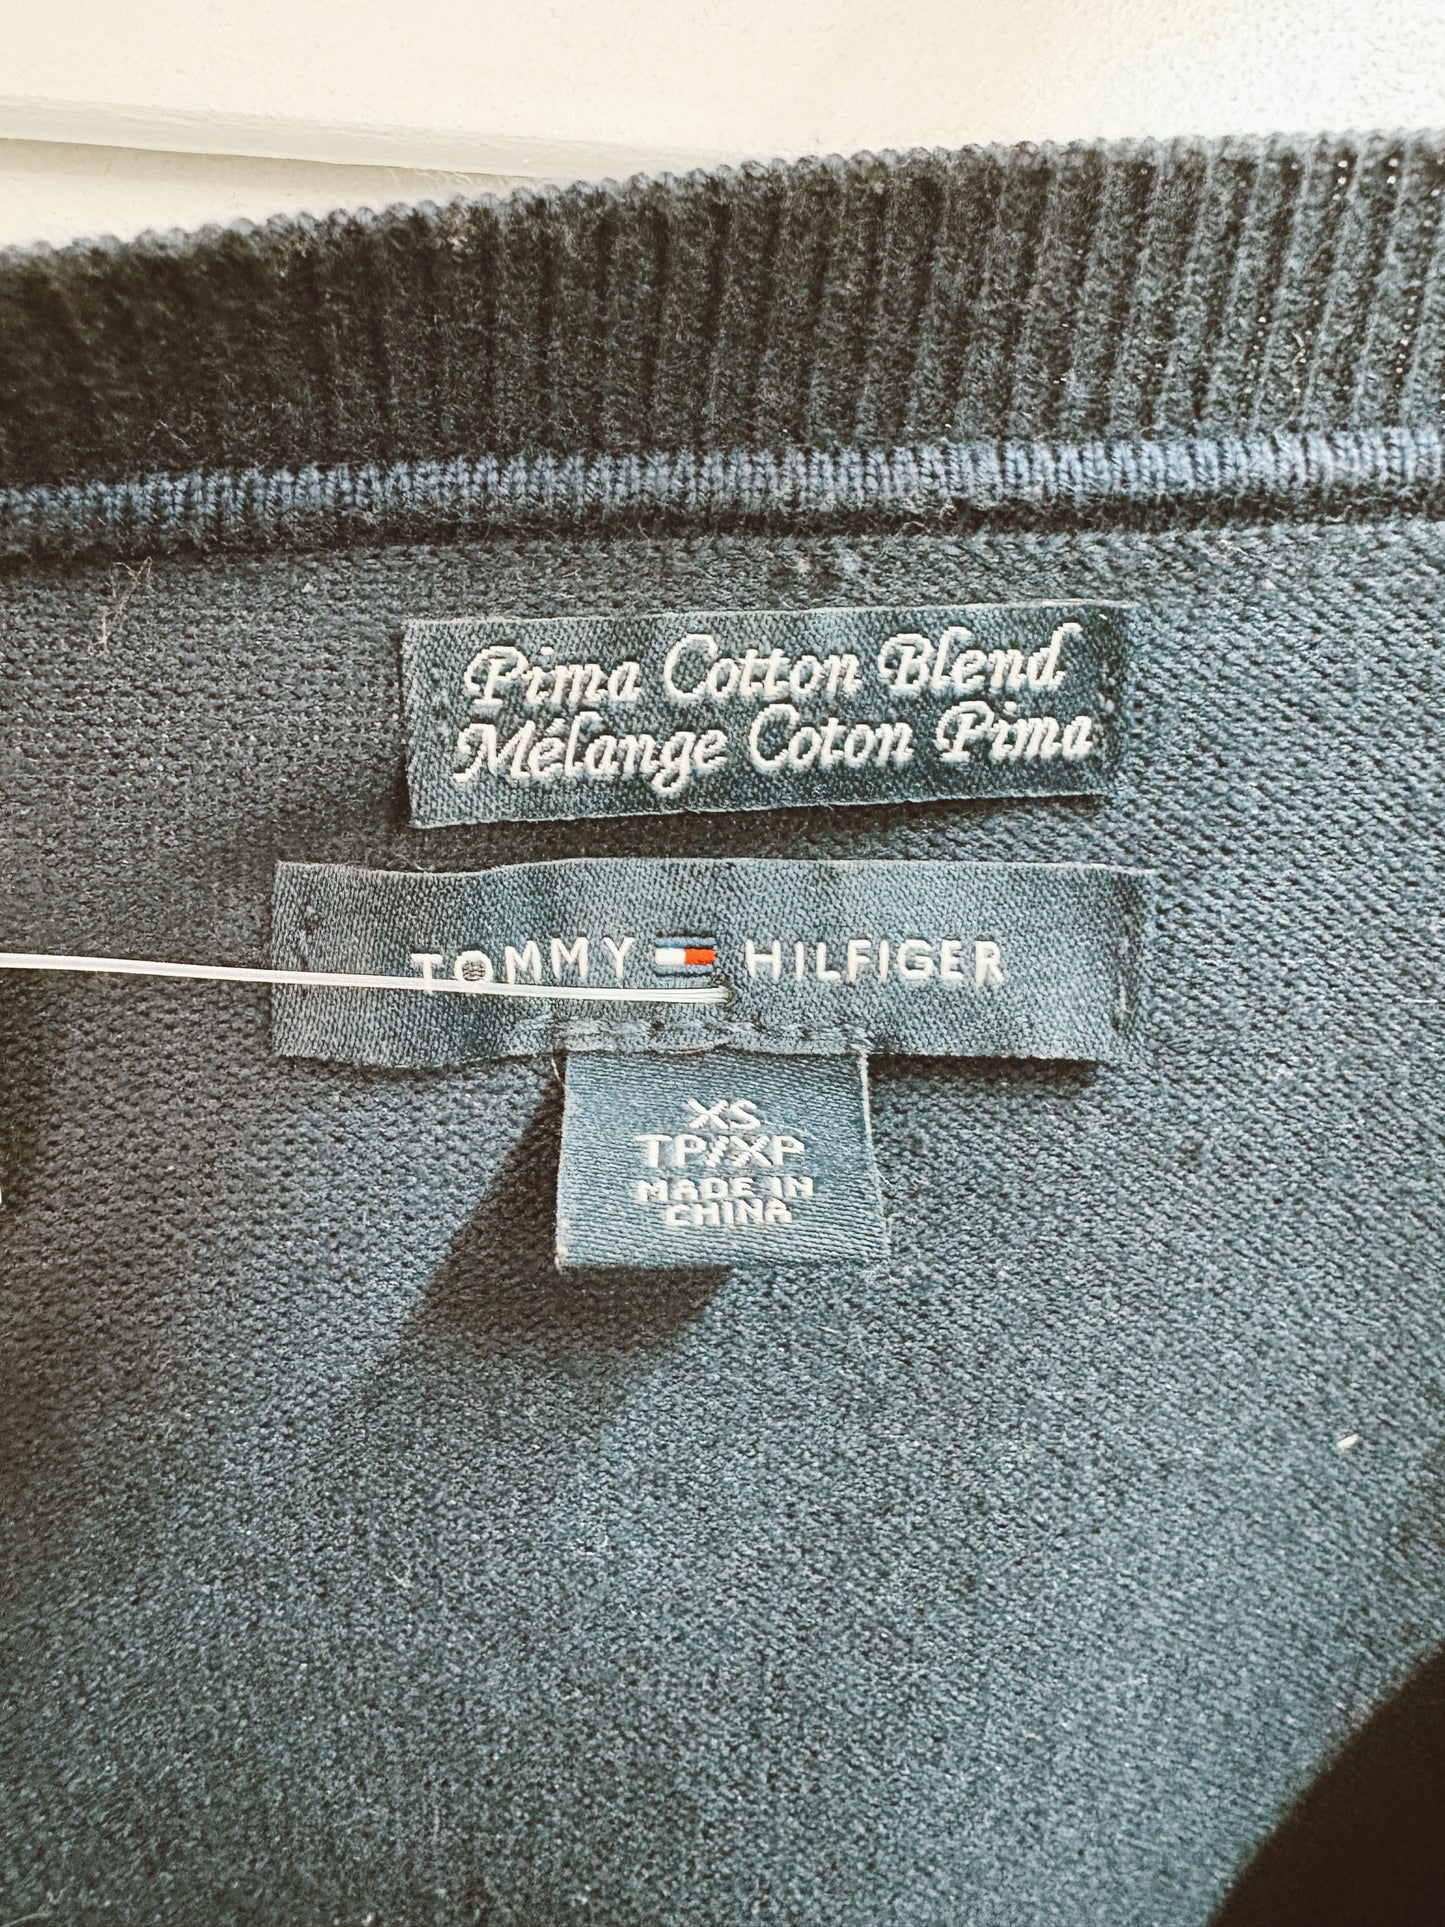 Pima Cotton Blend
Mélange Coton Pima
TOMMY HILFIGER
XS
TP/XP
MADE IN
CHINA